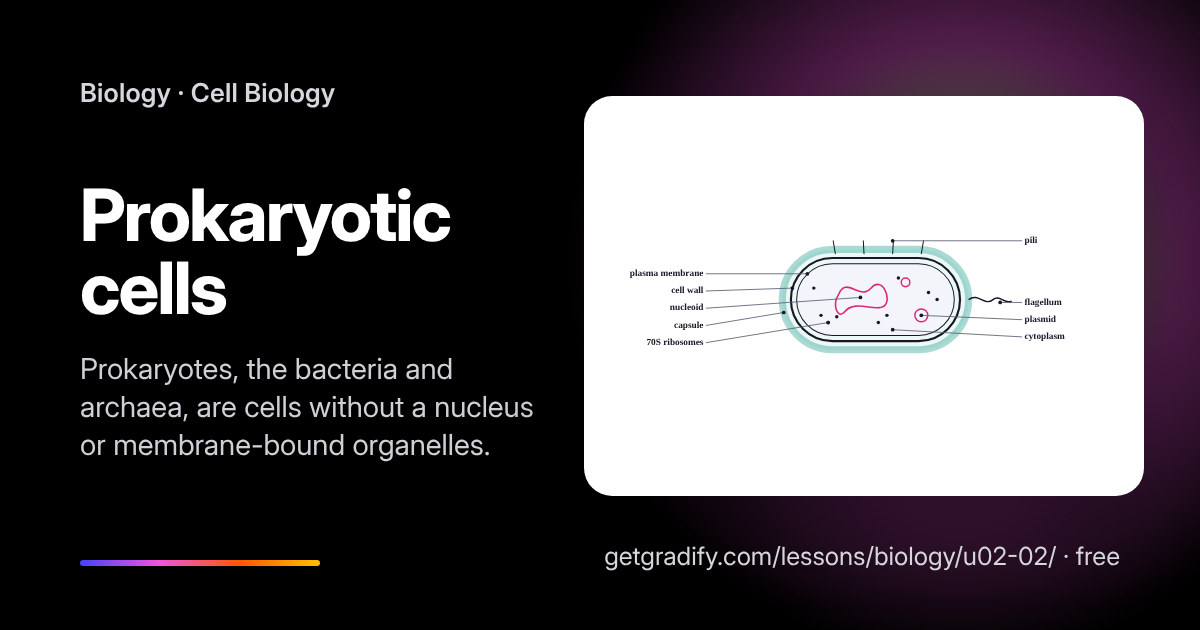 Biology · Cell Biology
Prokaryotic
cells
Prokaryotes, the bacteria and
archaea, are cells without a nucleus
or membrane-bound organelles.
plasma membrane
cell wall
nucleoid
capsule
70S ribosomes
pili
flagellum
plasmid
cytoplasm
getgradify.com/lessons/biology/u02-02/ · free